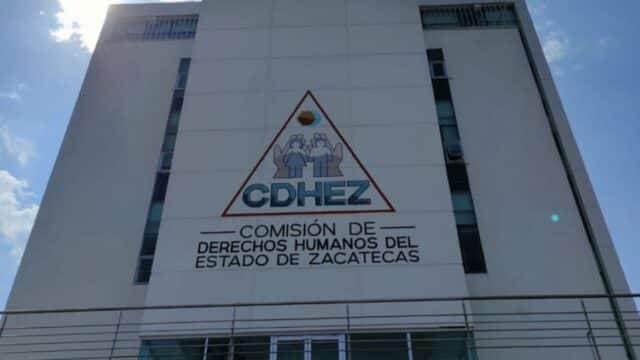 CDHEZ
COMISIÓN DE
DERECHOS HUMANOS DEL
ESTADO DE ZACATECAS